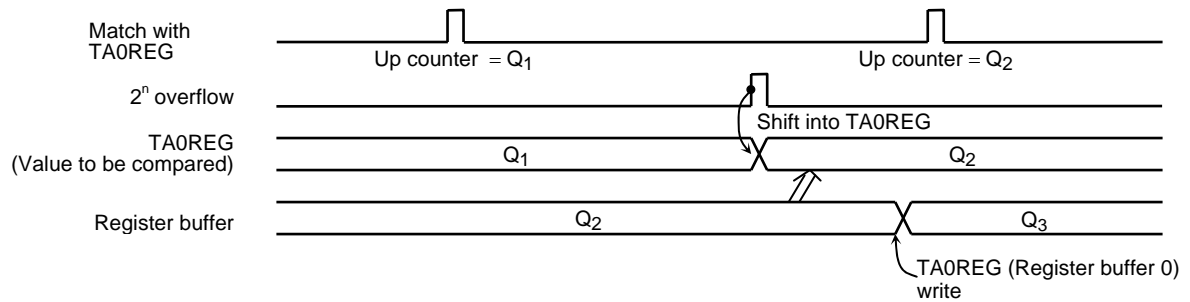 Match with
TA0REG
Up counter = Q1
Up counter = Q2
2n overflow
Shift into TA0REG
TA0REG
(Value to be compared)
Q1
Q2
Register buffer
Q2
Q3
TA0REG (Register buffer 0)
write